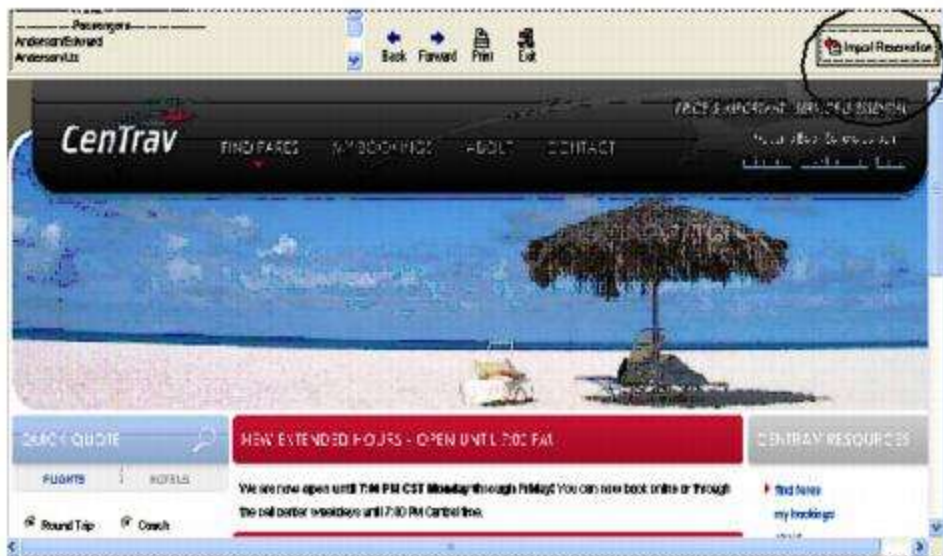 Passengers
Anderson/Edward
Anderson/Liz
Back Forward Print Exit
Import Reservation
CenTrav
FIND FARES MY BOOKINGS ABOUT CONTACT
QUICK QUOTE
FLIGHTS HOTELS
Round Trip Coach
NEW EXTENDED HOURS - OPEN UNTIL 7:00 P.M.
We are now open until 7:00 PM CST Monday through Friday! You can now book online or through
the call center weekdays until 7:00 PM Central time.
CENTRAV RESOURCES
find fares
my bookings